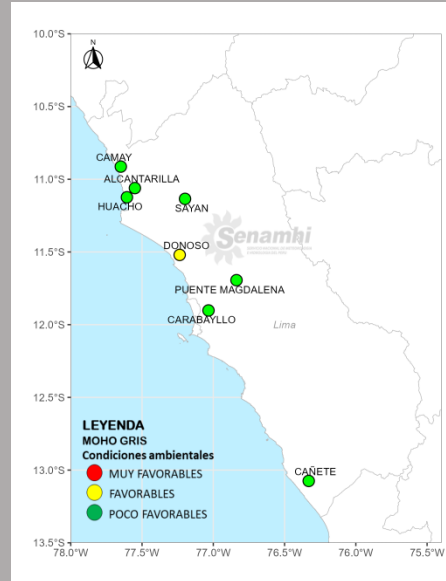 N
10.0°S
10.5°S
11.0°S
11.5°S
12.0°S
12.5°S
13.0°S
13.5°S
CAMAY
ALCANTARILLA
HUACHO
SAYAN
Senamhi
DONOSO
PUENTE MAGDALENA
CARABAYLLO
Lima
CAÑETE
LEYENDA
MOHO GRIS
Condiciones ambientales
MUY FAVORABLES
FAVORABLES
POCO FAVORABLES
78.0°W 77.5°W 77.0°W 76.5°W 76.0°W 75.5°W